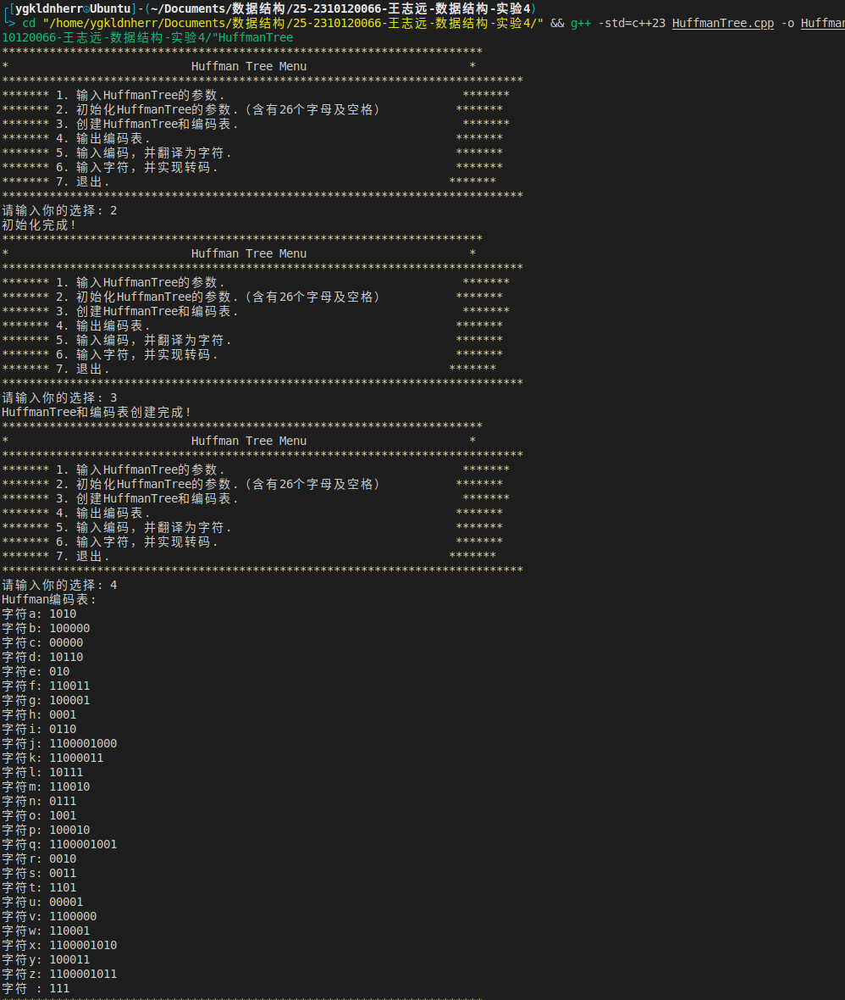 ┌[ygkldnherr☮Ubuntu]-(~/Documents/数据结构/25-2310120066-王志远-数据结构-实验4)
└> cd "/home/ygkldnherr/Documents/数据结构/25-2310120066-王志远-数据结构-实验4/" && g++ -std=c++23 HuffmanTree.cpp -o Huffman
10120066-王志远-数据结构-实验4/"HuffmanTree
***********************************************************************
*                           Huffman Tree Menu                        *
*****************************************************************************
******* 1. 输入HuffmanTree的参数.                                   *******
******* 2. 初始化HuffmanTree的参数.（含有26个字母及空格）           *******
******* 3. 创建HuffmanTree和编码表.                                 *******
******* 4. 输出编码表.                                             *******
******* 5. 输入编码，并翻译为字符.                                 *******
******* 6. 输入字符，并实现转码.                                   *******
******* 7. 退出.                                                  *******
*****************************************************************************
请输入你的选择: 2
初始化完成!
***********************************************************************
*                           Huffman Tree Menu                        *
*****************************************************************************
******* 1. 输入HuffmanTree的参数.                                   *******
******* 2. 初始化HuffmanTree的参数.（含有26个字母及空格）           *******
******* 3. 创建HuffmanTree和编码表.                                 *******
******* 4. 输出编码表.                                             *******
******* 5. 输入编码，并翻译为字符.                                 *******
******* 6. 输入字符，并实现转码.                                   *******
******* 7. 退出.                                                  *******
*****************************************************************************
请输入你的选择: 3
HuffmanTree和编码表创建完成!
***********************************************************************
*                           Huffman Tree Menu                        *
*****************************************************************************
******* 1. 输入HuffmanTree的参数.                                   *******
******* 2. 初始化HuffmanTree的参数.（含有26个字母及空格）           *******
******* 3. 创建HuffmanTree和编码表.                                 *******
******* 4. 输出编码表.                                             *******
******* 5. 输入编码，并翻译为字符.                                 *******
******* 6. 输入字符，并实现转码.                                   *******
******* 7. 退出.                                                  *******
*****************************************************************************
请输入你的选择: 4
Huffman编码表:
字符a: 1010
字符b: 100000
字符c: 00000
字符d: 10110
字符e: 010
字符f: 110011
字符g: 100001
字符h: 0001
字符i: 0110
字符j: 1100001000
字符k: 11000011
字符l: 10111
字符m: 110010
字符n: 0111
字符o: 1001
字符p: 100010
字符q: 1100001001
字符r: 0010
字符s: 0011
字符t: 1101
字符u: 00001
字符v: 1100000
字符w: 110001
字符x: 1100001010
字符y: 100011
字符z: 1100001011
字符 : 111